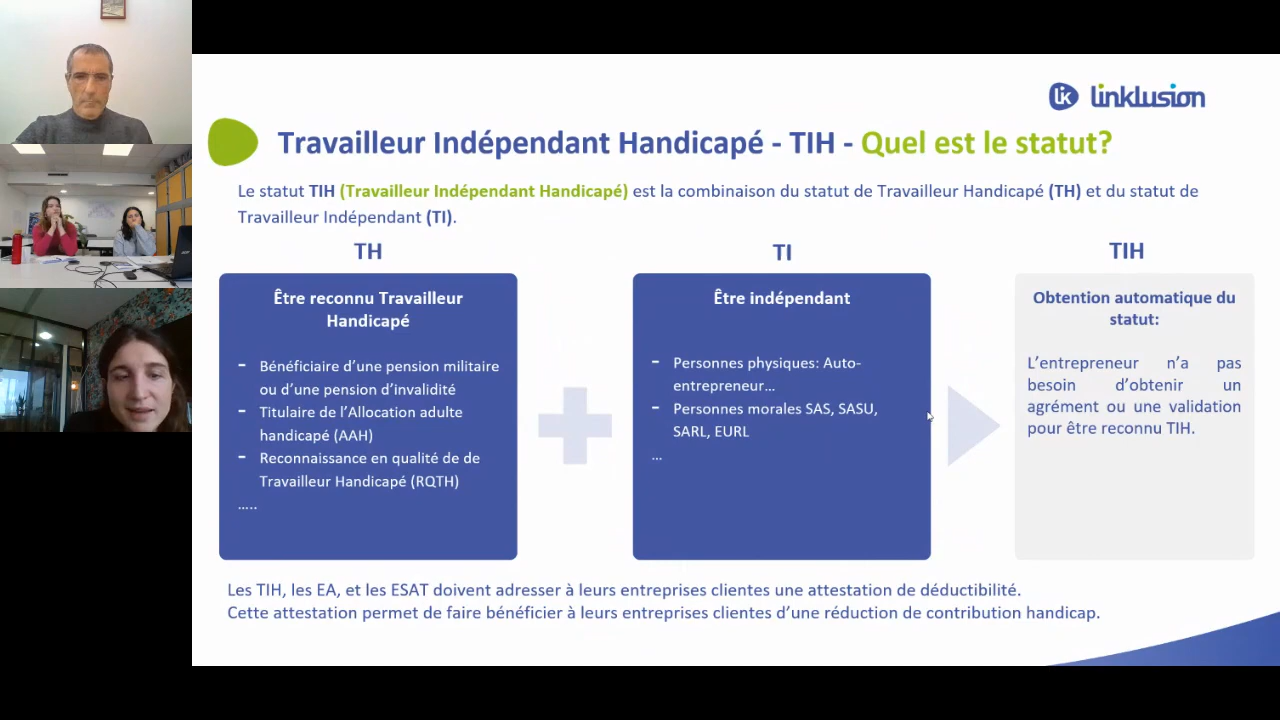 linklusion
Travailleur Indépendant Handicapé - TIH - Quel est le statut?
Le statut TIH (Travailleur Indépendant Handicapé) est la combinaison du statut de Travailleur Handicapé (TH) et du statut de
Travailleur Indépendant (TI).
TH
Être reconnu Travailleur
Handicapé
- Bénéficiaire d’une pension militaire
ou d’une pension d’invalidité
- Titulaire de l’Allocation adulte
handicapé (AAH)
- Reconnaissance en qualité de de
Travailleur Handicapé (RQTH)
.....
TI
Être indépendant
- Personnes physiques: Auto-
entrepreneur…
- Personnes morales SAS, SASU,
SARL, EURL
…
TIH
Obtention automatique du
statut:
L’entrepreneur n’a pas
besoin d’obtenir un
agrément ou une validation
pour être reconnu TIH.
Les TIH, les EA, et les ESAT doivent adresser à leurs entreprises clientes une attestation de déductibilité.
Cette attestation permet de faire bénéficier à leurs entreprises clientes d’une réduction de contribution handicap.